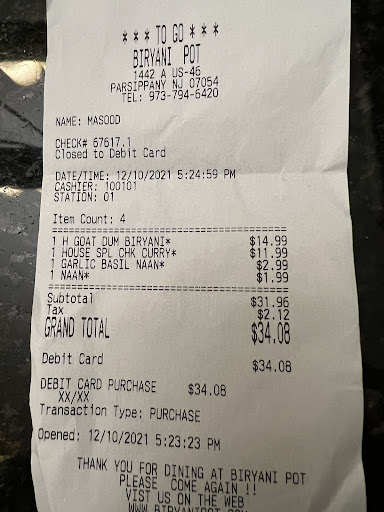 * * * TO GO * * *
BIRYANI POT
1442 A US-46
PARSIPPANY NJ 07054
TEL: 973-794-6420
NAME: MASOOD
CHECK# 67617.1
Closed to Debit Card
DATE/TIME: 12/10/2021 5:24:59 PM
CASHIER: 100101
STATION: 01
Item Count: 4
1 H GOAT DUM BIRYANI* $14.99
1 HOUSE SPL CHK CURRY* $11.99
1 GARLIC BASIL NAAN* $2.99
1 NAAN* $1.99
Subtotal $31.96
Tax $2.12
GRAND TOTAL $34.08
Debit Card $34.08
DEBIT CARD PURCHASE $34.08
XX/XX
Transaction Type: PURCHASE
Opened: 12/10/2021 5:23:23 PM
THANK YOU FOR DINING AT BIRYANI POT
PLEASE COME AGAIN !!
VIST US ON THE WEB